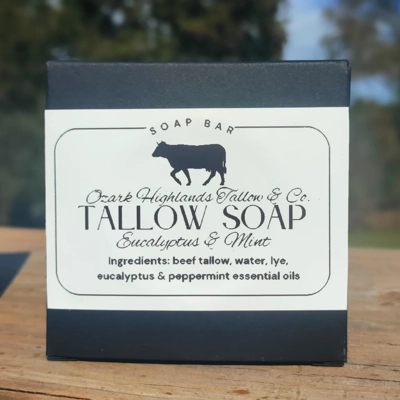 SOAP BAR
Ozark Highlands Tallow & Co.
TALLOW SOAP
Eucalyptus & Mint
Ingredients: beef tallow, water, lye,
eucalyptus & peppermint essential oils